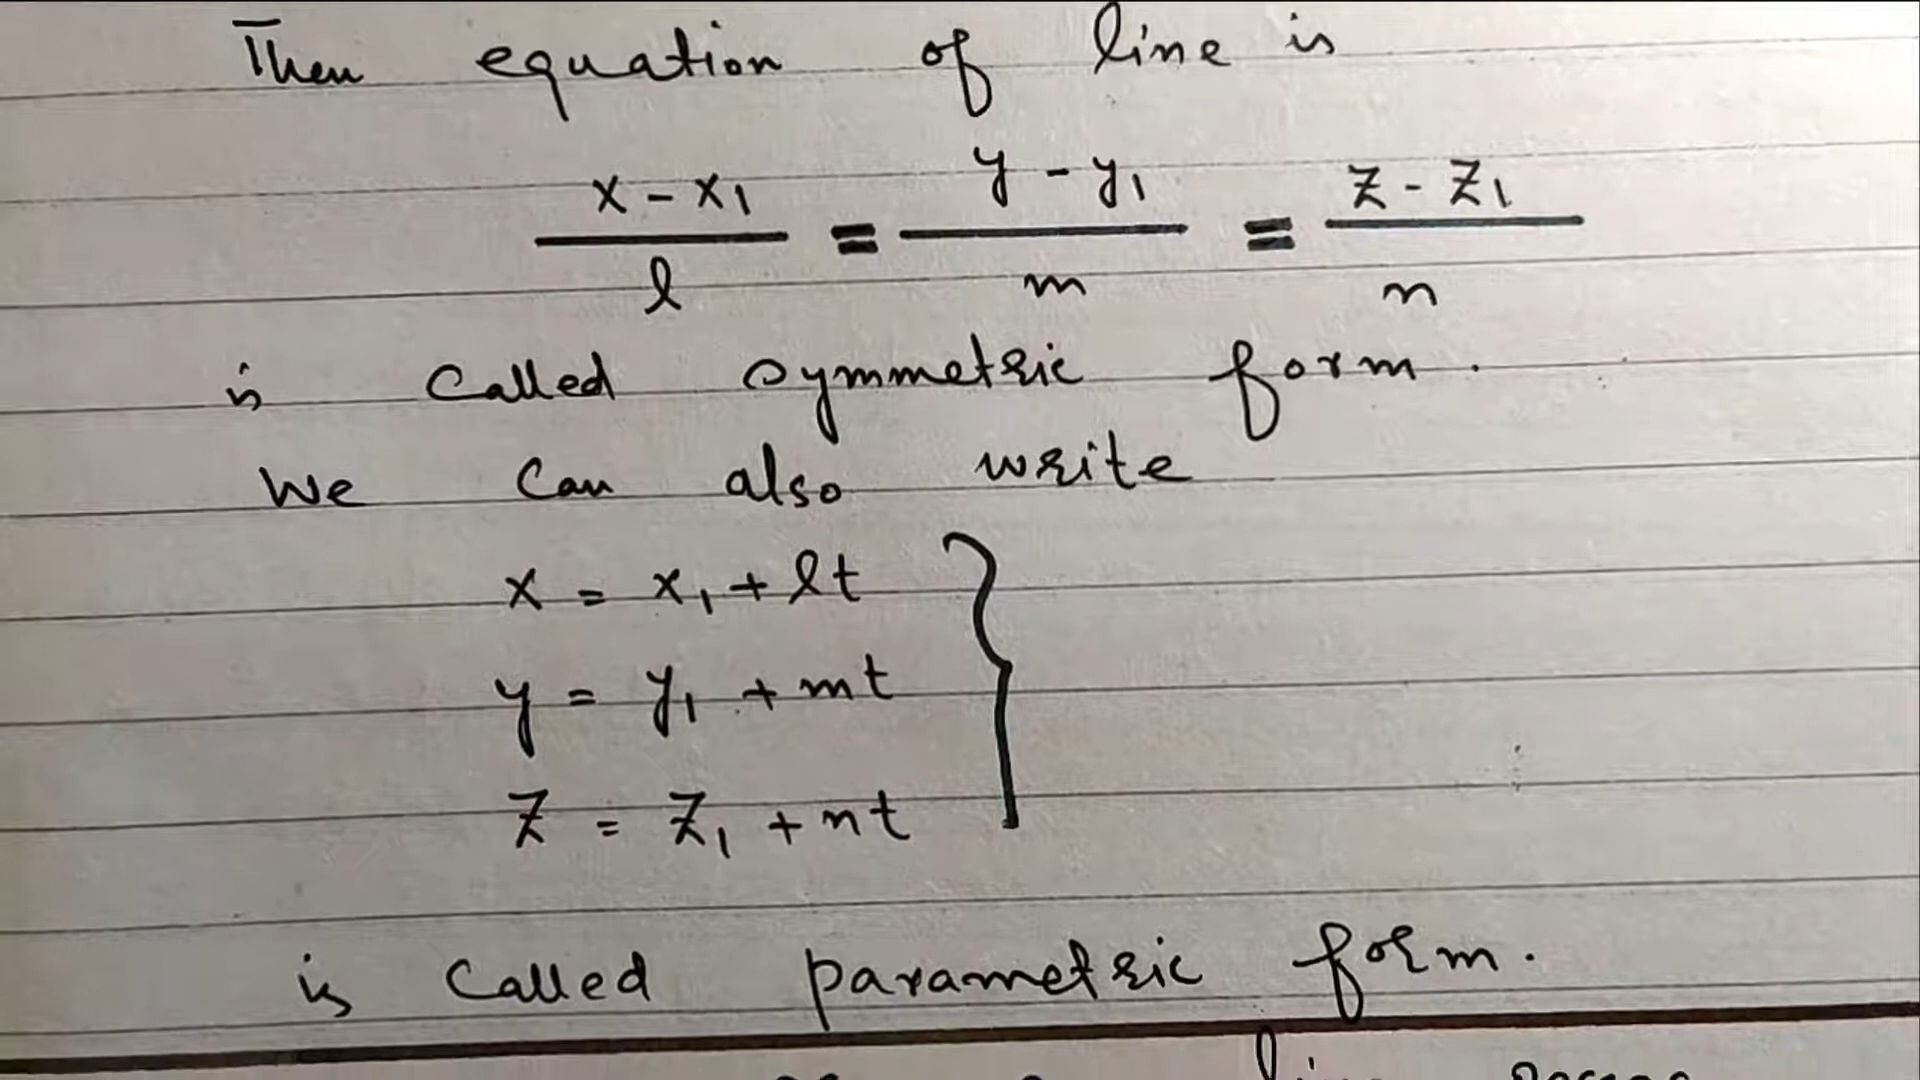 Then equation of line is
x - x₁ / l = y - y₁ / m = z - z₁ / n
is called symmetric form.
We can also write
x = x₁ + lt
y = y₁ + mt
z = z₁ + nt
is called parametric form.
line